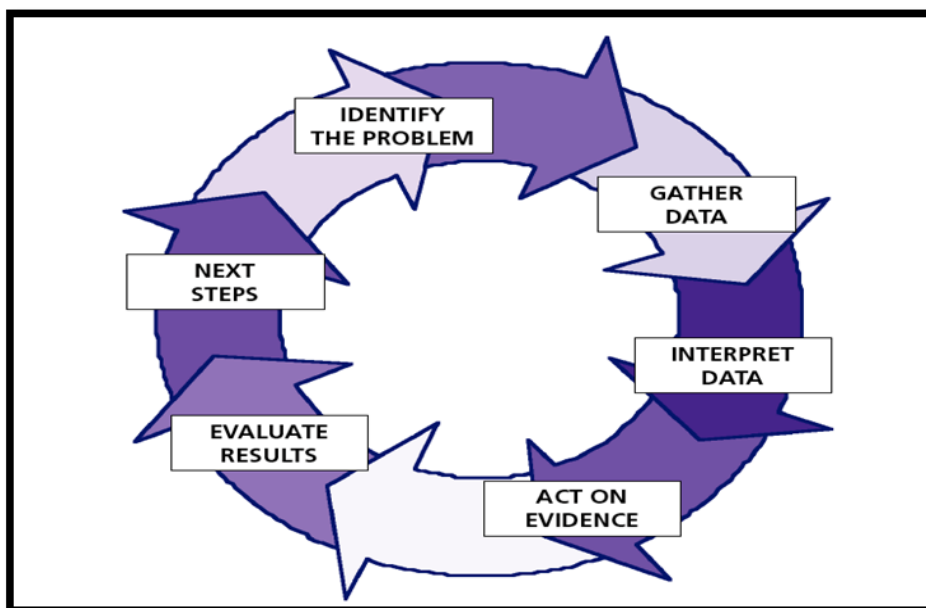 IDENTIFY
THE PROBLEM
GATHER
DATA
INTERPRET
DATA
ACT ON
EVIDENCE
EVALUATE
RESULTS
NEXT
STEPS